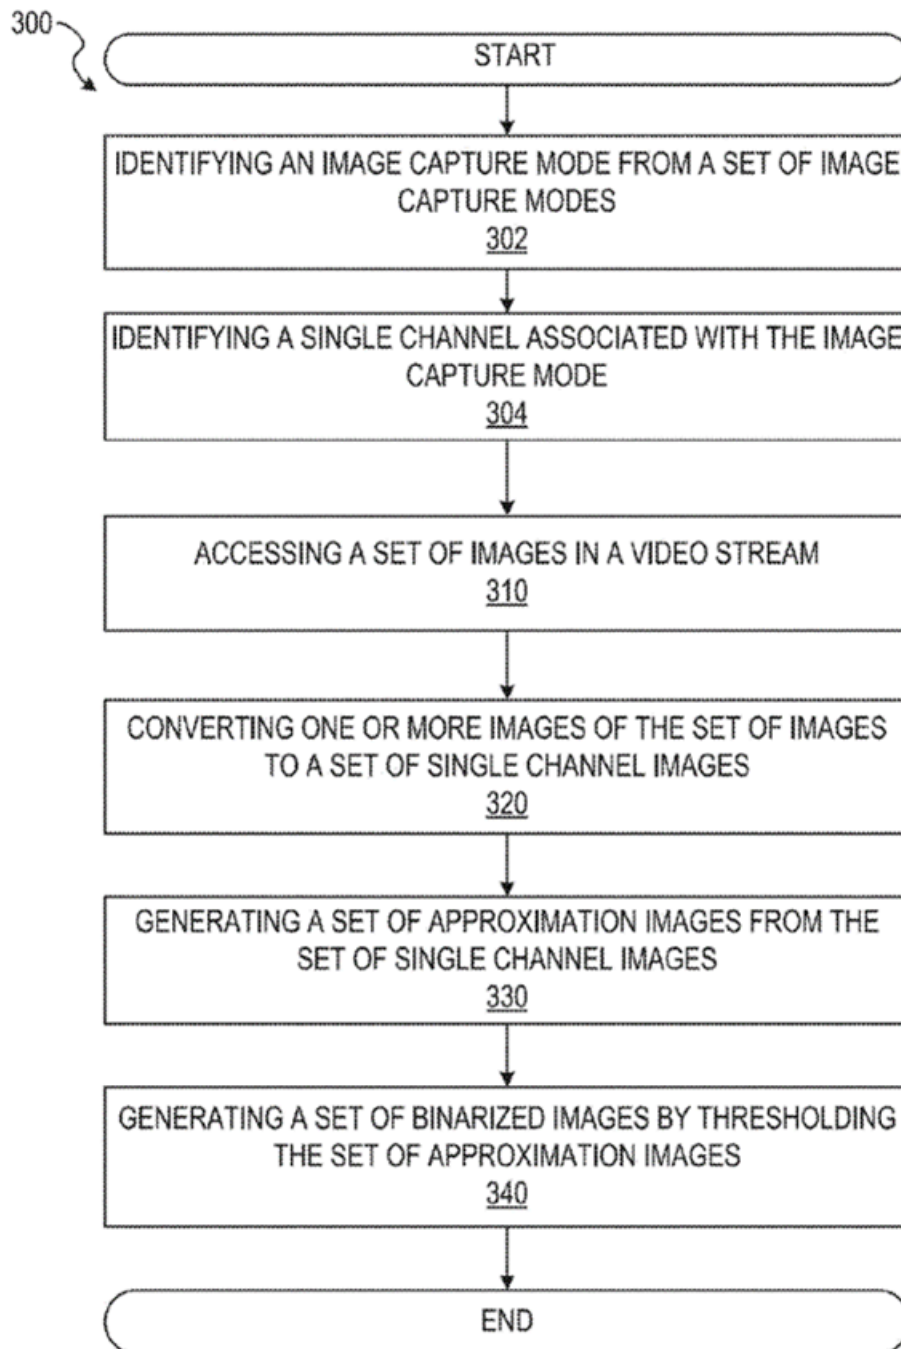 300
START
IDENTIFYING AN IMAGE CAPTURE MODE FROM A SET OF IMAGE
CAPTURE MODES
302
IDENTIFYING A SINGLE CHANNEL ASSOCIATED WITH THE IMAGE
CAPTURE MODE
304
ACCESSING A SET OF IMAGES IN A VIDEO STREAM
310
CONVERTING ONE OR MORE IMAGES OF THE SET OF IMAGES
TO A SET OF SINGLE CHANNEL IMAGES
320
GENERATING A SET OF APPROXIMATION IMAGES FROM THE
SET OF SINGLE CHANNEL IMAGES
330
GENERATING A SET OF BINARIZED IMAGES BY THRESHOLDING
THE SET OF APPROXIMATION IMAGES
340
END